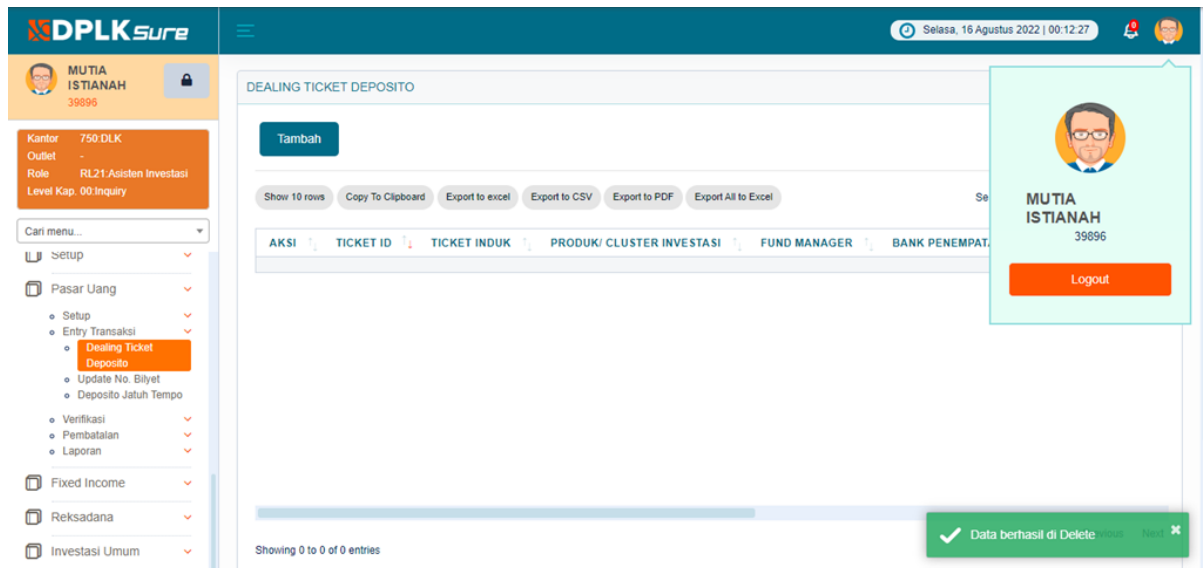 DPLKSure
Selasa, 16 Agustus 2022 | 00:12:27
MUTIA
ISTIANAH
39896
Kantor 750:DLK
Outlet -
Role RL21:Asisten Investasi
Level Kap. 00:Inquiry
Cari menu...
Setup
Pasar Uang
Setup
Entry Transaksi
Dealing Ticket
Deposito
Update No. Bilyet
Deposito Jatuh Tempo
Verifikasi
Pembatalan
Laporan
Fixed Income
Reksadana
Investasi Umum
DEALING TICKET DEPOSITO
Tambah
Show 10 rows Copy To Clipboard Export to excel Export to CSV Export to PDF Export All to Excel Se
AKSI TICKET ID TICKET INDUK PRODUK/ CLUSTER INVESTASI FUND MANAGER BANK PENEMPAT
Showing 0 to 0 of 0 entries
MUTIA
ISTIANAH
39896
Logout
Data berhasil di Delete
Next